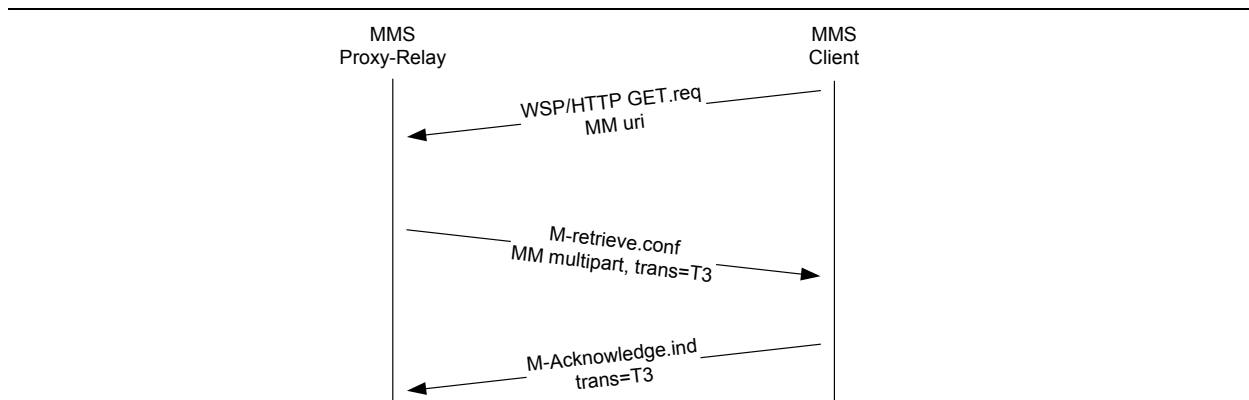 MMS
Proxy-Relay
MMS
Client
WSP/HTTP GET.req
MM uri
M-retrieve.conf
MM multipart, trans=T3
M-Acknowledge.ind
trans=T3